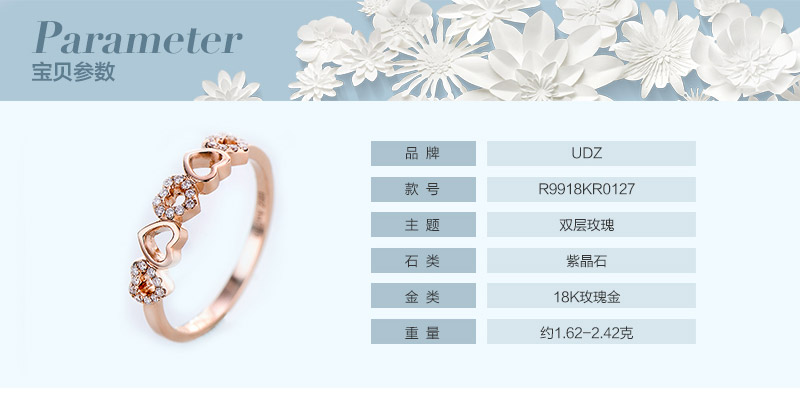 Parameter
宝贝参数
品 牌 UDZ
款 号 R9918KR0127
主 题 双层玫瑰
石 类 紫晶石
金 类 18K玫瑰金
重 量 约1.62-2.42克